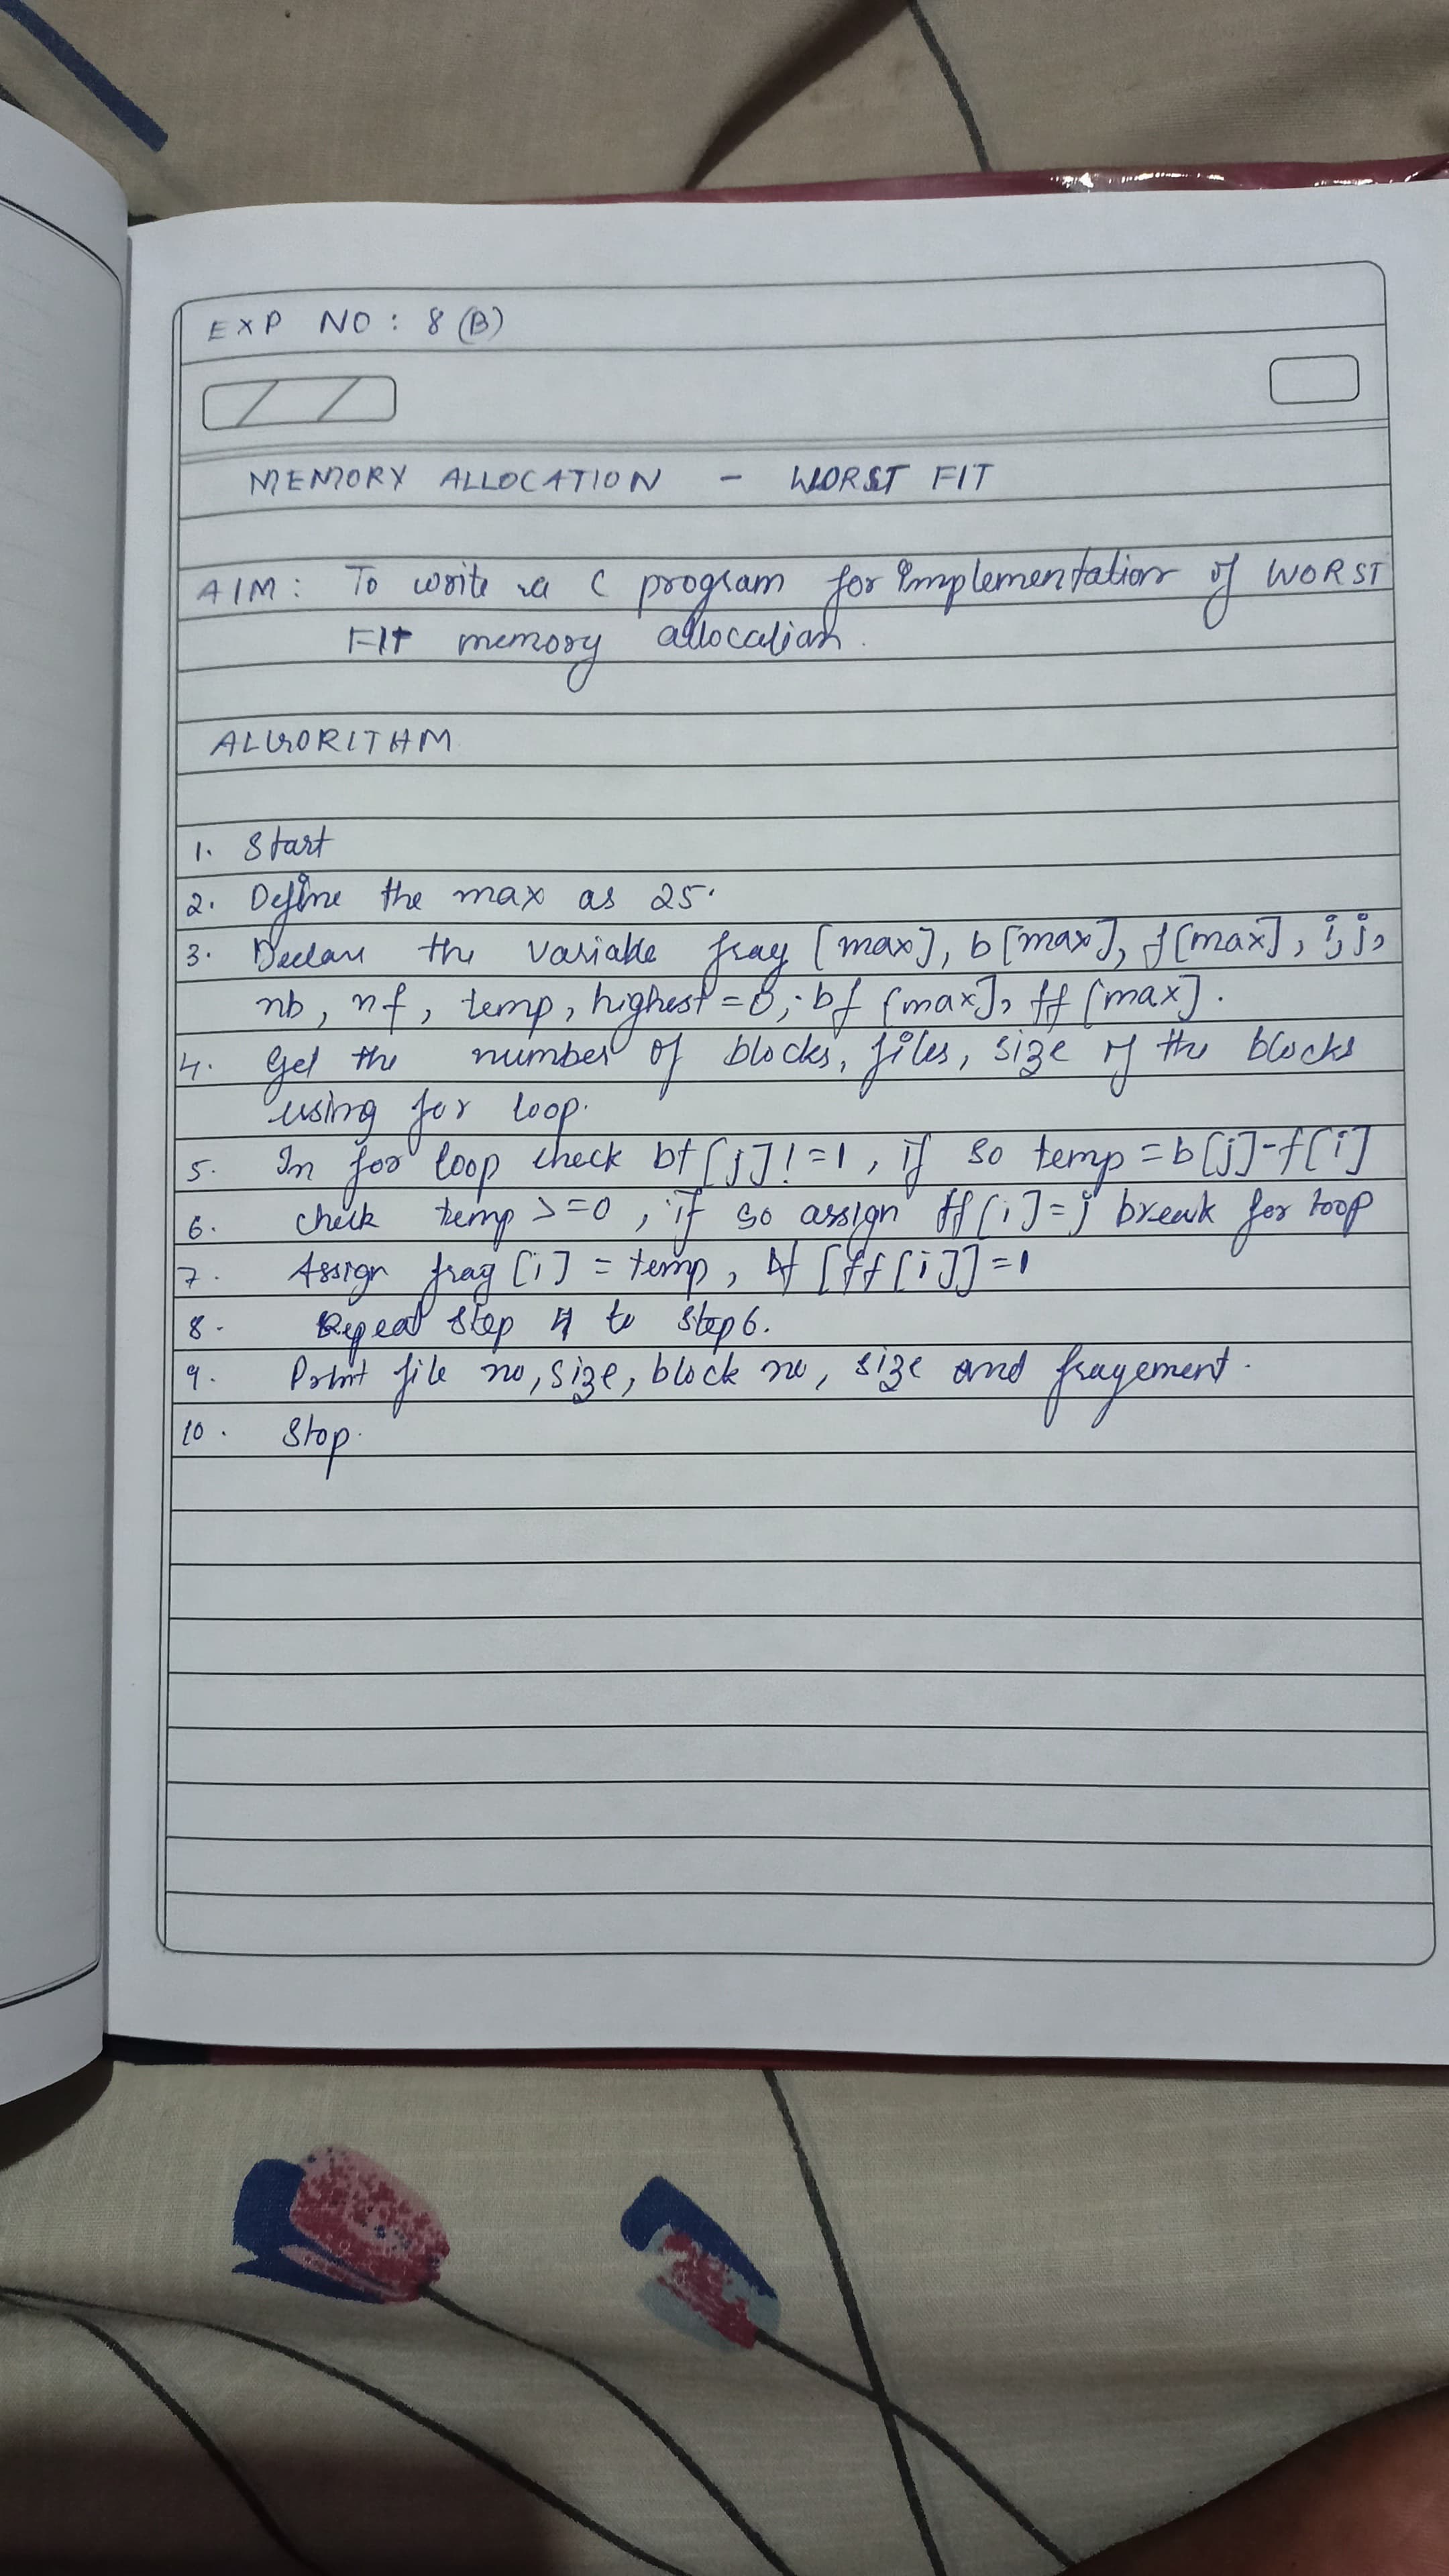 EXP NO: 8 (B)
MEMORY ALLOCATION - WORST FIT
AIM: To write a C program for Implementation of WORST
FIT memory allocation.
ALGORITHM
1. Start
2. Define the max as 25.
3. Declare the variable frag [max], b[max], f[max], i, j,
nb, nf, temp, highest = 0, bf [max], ff [max].
4. Get the number of blocks, files, size of the blocks
using for loop.
5. In for loop check bf [j] != 1, if so temp = b[j]-f[i]
6. check temp >=0, if so assign ff[i]=j break for loop
7. Assign frag [i] = temp, bf [ff[i]] = 1
8. Repeat step 4 to step 6.
9. Print file no, size, block no, size and fragement.
10. Stop.